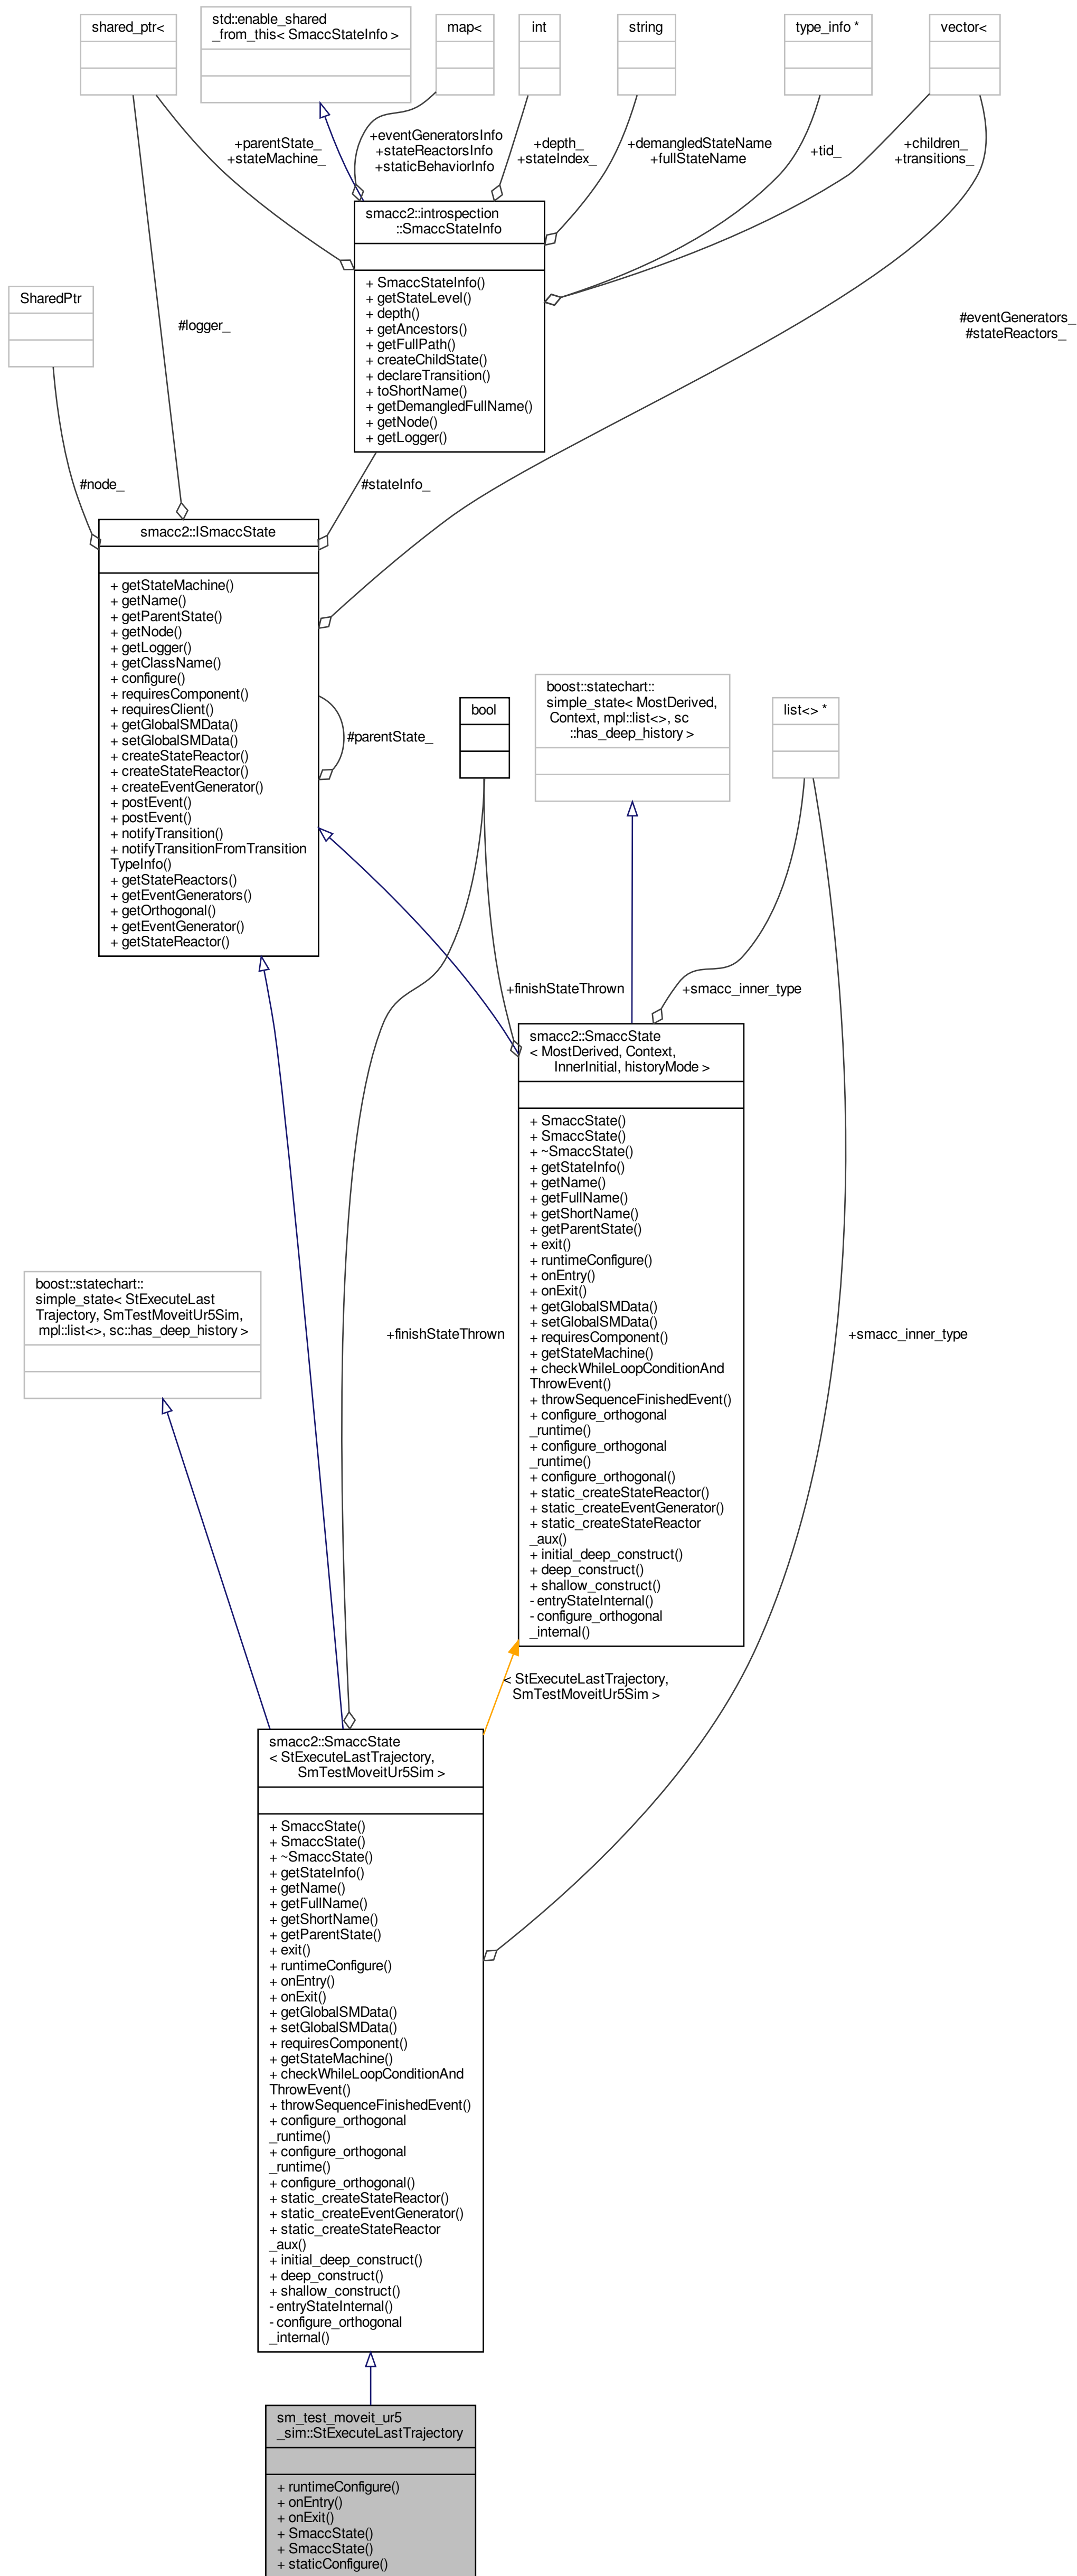 shared_ptr<
std::enable_shared
_from_this< SmaccStateInfo >
map<
int
string
type_info *
vector<
+parentState_
+stateMachine_
+eventGeneratorsInfo
+stateReactorsInfo
+staticBehaviorInfo
+depth_
+stateIndex_
+demangledStateName
+fullStateName
+tid_
+children_
+transitions_
smacc2::introspection
::SmaccStateInfo
+ SmaccStateInfo()
+ getStateLevel()
+ depth()
+ getAncestors()
+ getFullPath()
+ createChildState()
+ declareTransition()
+ toShortName()
+ getDemangledFullName()
+ getNode()
+ getLogger()
SharedPtr
#logger_
#eventGenerators_
#stateReactors_
#node_
#stateInfo_
smacc2::ISmaccState
+ getStateMachine()
+ getName()
+ getParentState()
+ getNode()
+ getLogger()
+ getClassName()
+ configure()
+ requiresComponent()
+ requiresClient()
+ getGlobalSMData()
+ setGlobalSMData()
+ createStateReactor()
+ createStateReactor()
+ createEventGenerator()
+ postEvent()
+ postEvent()
+ notifyTransition()
+ notifyTransitionFromTransition
TypeInfo()
+ getStateReactors()
+ getEventGenerators()
+ getOrthogonal()
+ getEventGenerator()
+ getStateReactor()
#parentState_
bool
boost::statechart::
simple_state< MostDerived,
Context, mpl::list<>, sc
::has_deep_history >
list<> *
+finishStateThrown
+smacc_inner_type
smacc2::SmaccState
< MostDerived, Context,
InnerInitial, historyMode >
+ SmaccState()
+ SmaccState()
+ ~SmaccState()
+ getStateInfo()
+ getName()
+ getFullName()
+ getShortName()
+ getParentState()
+ exit()
+ runtimeConfigure()
+ onEntry()
+ onExit()
+ getGlobalSMData()
+ setGlobalSMData()
+ requiresComponent()
+ getStateMachine()
+ checkWhileLoopConditionAnd
ThrowEvent()
+ throwSequenceFinishedEvent()
+ configure_orthogonal
_runtime()
+ configure_orthogonal
_runtime()
+ configure_orthogonal()
+ static_createStateReactor()
+ static_createEventGenerator()
+ static_createStateReactor
_aux()
+ initial_deep_construct()
+ deep_construct()
+ shallow_construct()
- entryStateInternal()
- configure_orthogonal
_internal()
boost::statechart::
simple_state< StExecuteLast
Trajectory, SmTestMoveitUr5Sim,
mpl::list<>, sc::has_deep_history >
+finishStateThrown
+smacc_inner_type
< StExecuteLastTrajectory,
SmTestMoveitUr5Sim >
smacc2::SmaccState
< StExecuteLastTrajectory,
SmTestMoveitUr5Sim >
+ SmaccState()
+ SmaccState()
+ ~SmaccState()
+ getStateInfo()
+ getName()
+ getFullName()
+ getShortName()
+ getParentState()
+ exit()
+ runtimeConfigure()
+ onEntry()
+ onExit()
+ getGlobalSMData()
+ setGlobalSMData()
+ requiresComponent()
+ getStateMachine()
+ checkWhileLoopConditionAnd
ThrowEvent()
+ throwSequenceFinishedEvent()
+ configure_orthogonal
_runtime()
+ configure_orthogonal
_runtime()
+ configure_orthogonal()
+ static_createStateReactor()
+ static_createEventGenerator()
+ static_createStateReactor
_aux()
+ initial_deep_construct()
+ deep_construct()
+ shallow_construct()
- entryStateInternal()
- configure_orthogonal
_internal()
sm_test_moveit_ur5
_sim::StExecuteLastTrajectory
+ runtimeConfigure()
+ onEntry()
+ onExit()
+ SmaccState()
+ SmaccState()
+ staticConfigure()